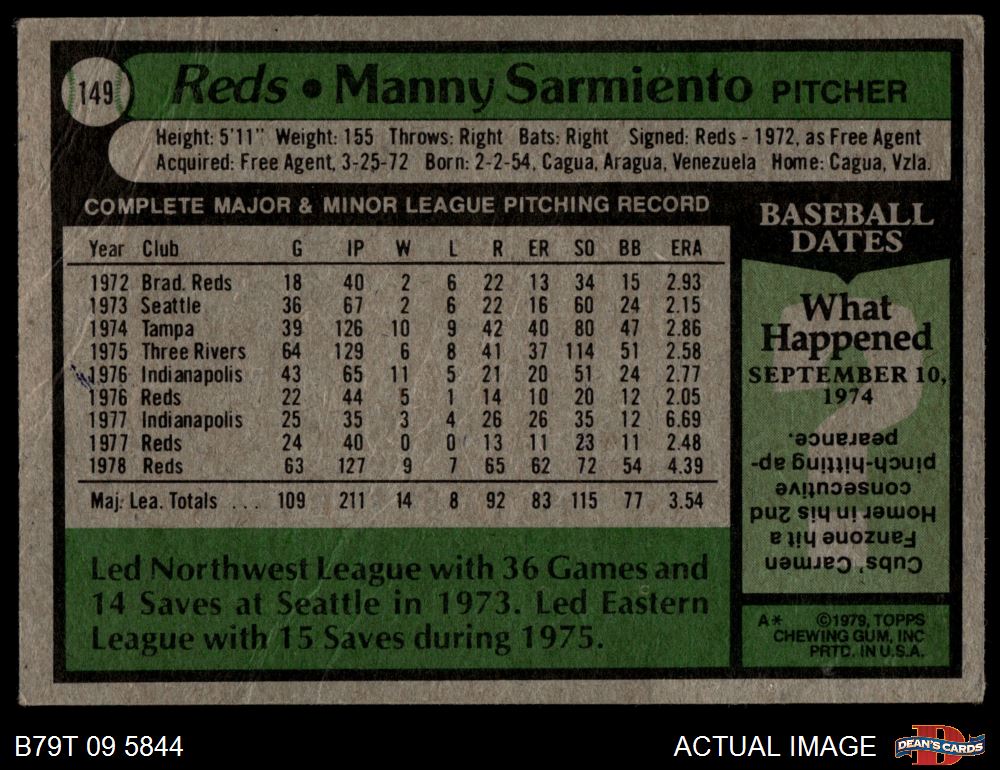 149 Reds • Manny Sarmiento PITCHER
Height: 5'11" Weight: 155 Throws: Right Bats: Right Signed: Reds - 1972, as Free Agent
Acquired: Free Agent, 3-25-72 Born: 2-2-54, Cagua, Aragua, Venezuela Home: Cagua, Vzla.
COMPLETE MAJOR & MINOR LEAGUE PITCHING RECORD
Year Club G IP W L R ER SO BB ERA
1972 Brad. Reds 18 40 2 6 22 13 34 15 2.93
1973 Seattle 36 67 2 6 22 16 60 24 2.15
1974 Tampa 39 126 10 9 42 40 80 47 2.86
1975 Three Rivers 64 129 6 8 41 37 114 51 2.58
1976 Indianapolis 43 65 11 5 21 20 51 24 2.77
1976 Reds 22 44 5 1 14 10 20 12 2.05
1977 Indianapolis 25 35 3 4 26 26 35 12 6.69
1977 Reds 24 40 0 0 13 11 23 11 2.48
1978 Reds 63 127 9 7 65 62 72 54 4.39
Maj. Lea. Totals ... 109 211 14 8 92 83 115 77 3.54
Led Northwest League with 36 Games and
14 Saves at Seattle in 1973. Led Eastern
League with 15 Saves during 1975.
BASEBALL
DATES
What
Happened
SEPTEMBER 10,
1974
?
Cubs' Carmen
Fanzone hit a
Homer in his 2nd
consecutive
pinch-hitting ap-
pearance.
A* ©1979, TOPPS
CHEWING GUM, INC
PRTD. IN U.S.A.
B79T 09 5844
ACTUAL IMAGE
D
DEAN'S CARDS